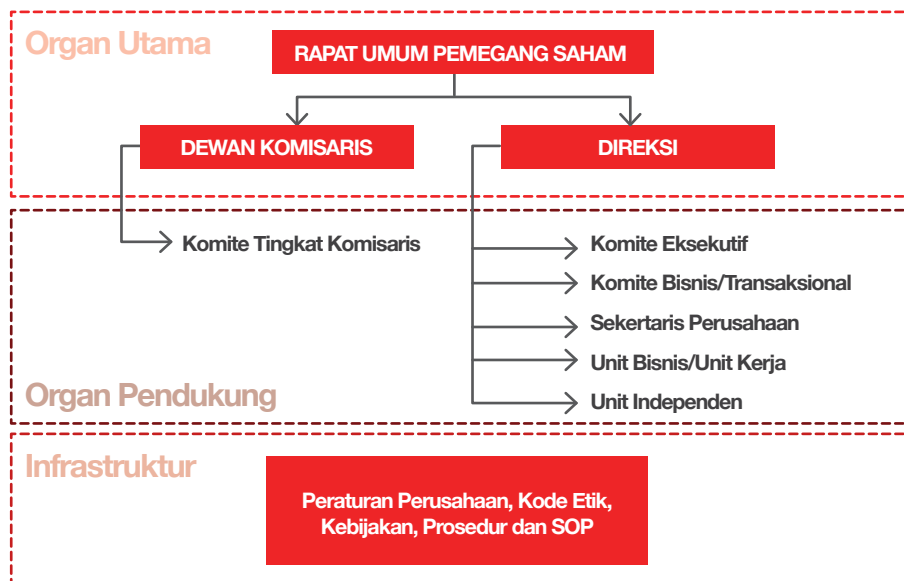 Organ Utama
RAPAT UMUM PEMEGANG SAHAM
DEWAN KOMISARIS
DIREKSI
Komite Tingkat Komisaris
Komite Eksekutif
Komite Bisnis/Transaksional
Sekertaris Perusahaan
Unit Bisnis/Unit Kerja
Unit Independen
Organ Pendukung
Infrastruktur
Peraturan Perusahaan, Kode Etik,
Kebijakan, Prosedur dan SOP